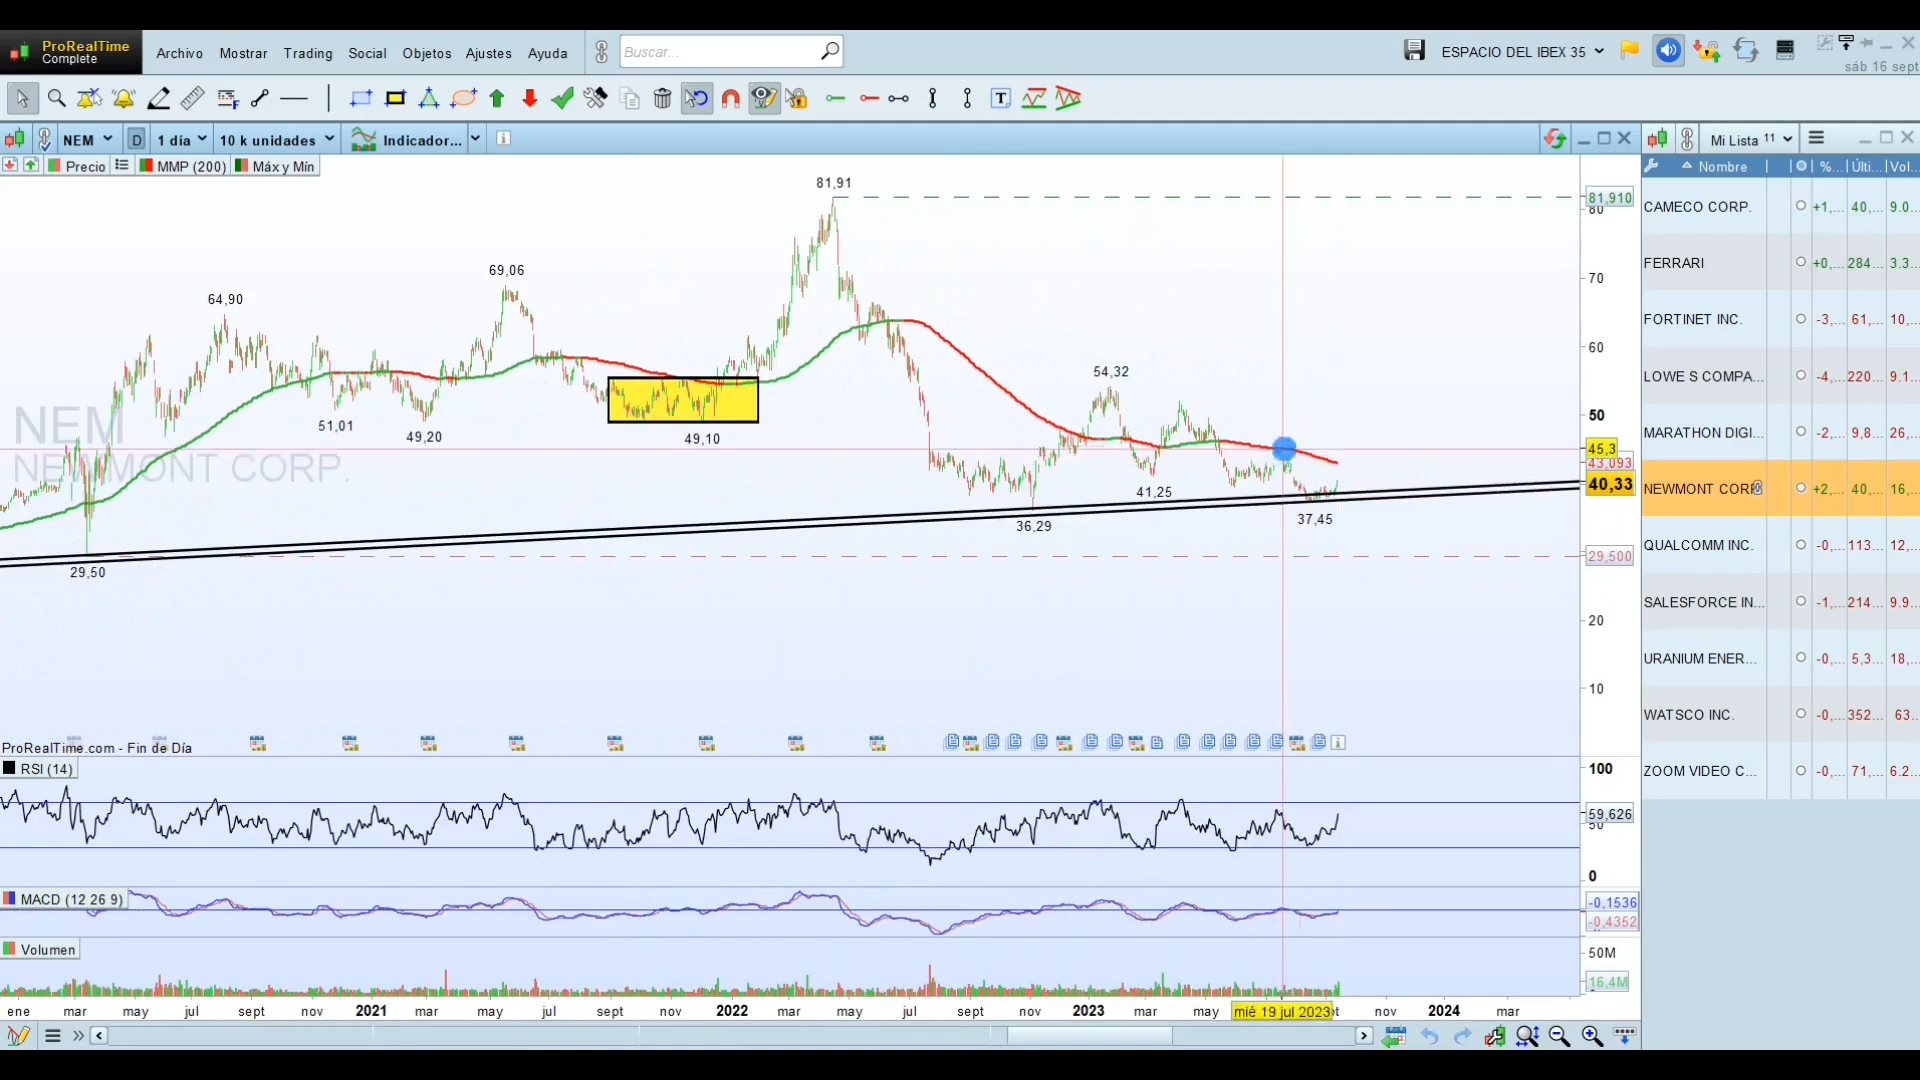 ProRealTime
Complete
Archivo Mostrar Trading Social Objetos Ajustes Ayuda
Buscar...
ESPACIO DEL IBEX 35
sáb 16 sept
NEM D 1 día 10 k unidades Indicador...
Mi Lista 11
Precio MMP (200) Máx y Mín
Nombre %... Últi... Vol...
CAMECO CORP. +1,... 40,... 9.0...
FERRARI +0,... 284... 3.3...
FORTINET INC. -3,... 61,... 10,...
LOWE S COMPA... -4,... 220... 9.1...
MARATHON DIGI... -2,... 9,8... 26,...
NEWMONT CORP +2,... 40,... 16,...
QUALCOMM INC. -0,... 113... 12,...
SALESFORCE IN... -1,... 214... 9.9...
URANIUM ENER... -0,... 5,3... 18,...
WATSCO INC. -0,... 352... 63...
ZOOM VIDEO C... -0,... 71,... 6.2...
81,91
81,910
80
70
69,06
64,90
60
54,32
50
51,01
49,20
49,10
NEM
NEWMONT CORP.
45,3
43,093
40,33
41,25
37,45
36,29
29,50
29,500
20
10
ProRealTime.com - Fin de Día
RSI (14)
100
59,626
50
0
MACD (12 26 9)
-0,1536
-0,4352
Volumen
50M
16,4M
ene mar may jul sept nov 2021 mar may jul sept nov 2022 mar may jul sept nov 2023 mar may mié 19 jul 2023 nov 2024 mar